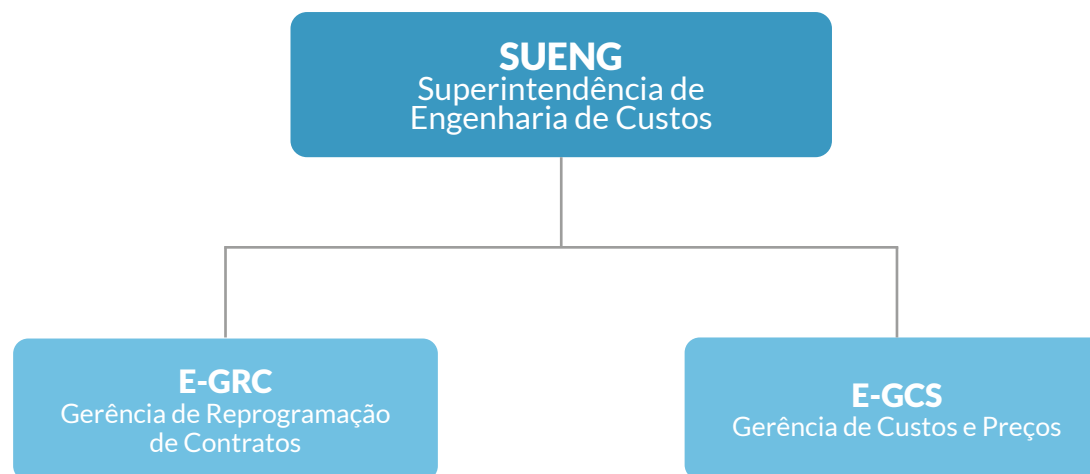 SUENG
Superintendência de
Engenharia de Custos
E-GRC
Gerência de Reprogramação
de Contratos
E-GCS
Gerência de Custos e Preços